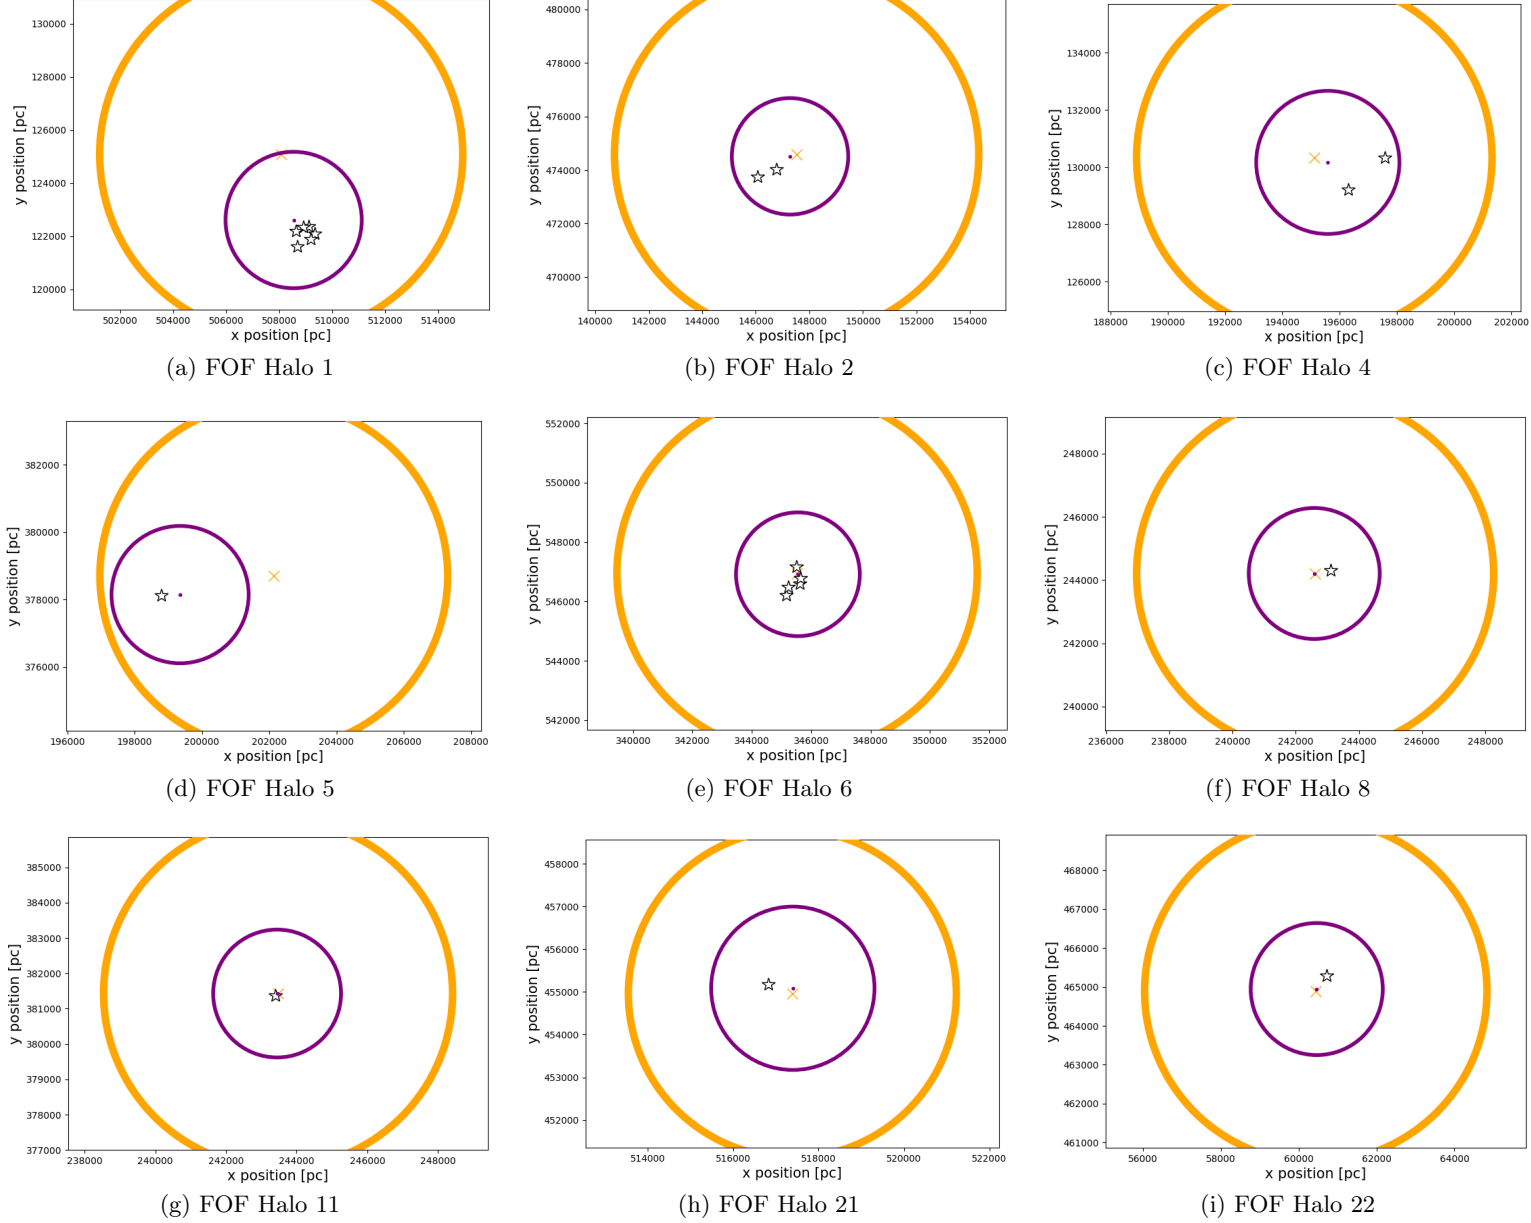 130000
128000
126000
124000
122000
120000
y position [pc]
502000 504000 506000 508000 510000 512000 514000
x position [pc]
(a) FOF Halo 1
480000
478000
476000
474000
472000
470000
y position [pc]
140000 142000 144000 146000 148000 150000 152000 154000
x position [pc]
(b) FOF Halo 2
134000
132000
130000
128000
126000
y position [pc]
188000 190000 192000 194000 196000 198000 200000 202000
x position [pc]
(c) FOF Halo 4
382000
380000
378000
376000
y position [pc]
196000 198000 200000 202000 204000 206000 208000
x position [pc]
(d) FOF Halo 5
552000
550000
548000
546000
544000
542000
y position [pc]
340000 342000 344000 346000 348000 350000 352000
x position [pc]
(e) FOF Halo 6
248000
246000
244000
242000
240000
y position [pc]
236000 238000 240000 242000 244000 246000 248000
x position [pc]
(f) FOF Halo 8
385000
384000
383000
382000
381000
380000
379000
378000
377000
y position [pc]
238000 240000 242000 244000 246000 248000
x position [pc]
(g) FOF Halo 11
458000
457000
456000
455000
454000
453000
452000
y position [pc]
514000 516000 518000 520000 522000
x position [pc]
(h) FOF Halo 21
468000
467000
466000
465000
464000
463000
462000
461000
y position [pc]
56000 58000 60000 62000 64000
x position [pc]
(i) FOF Halo 22